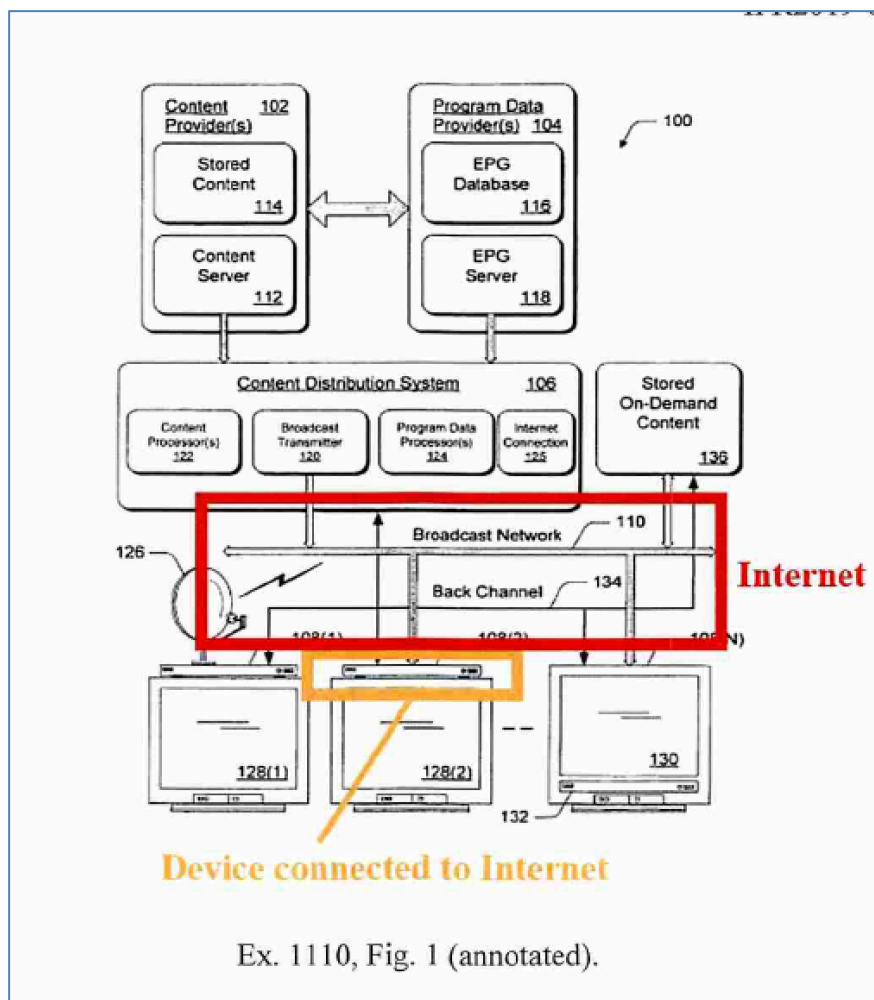 Content 102
Provider(s)
Stored
Content
114
Content
Server
112
Program Data
Provider(s) 104
EPG
Database
116
EPG
Server
118
100
Content Distribution System 106
Content
Processor(s)
122
Broadcast
Transmitter
120
Program Data
Processor(s)
124
Internet
Connection
125
Stored
On-Demand
Content
136
126
Broadcast Network
110
Back Channel
134
Internet
108(1)
128(1)
128(2)
130
132
Device connected to Internet
Ex. 1110, Fig. 1 (annotated).